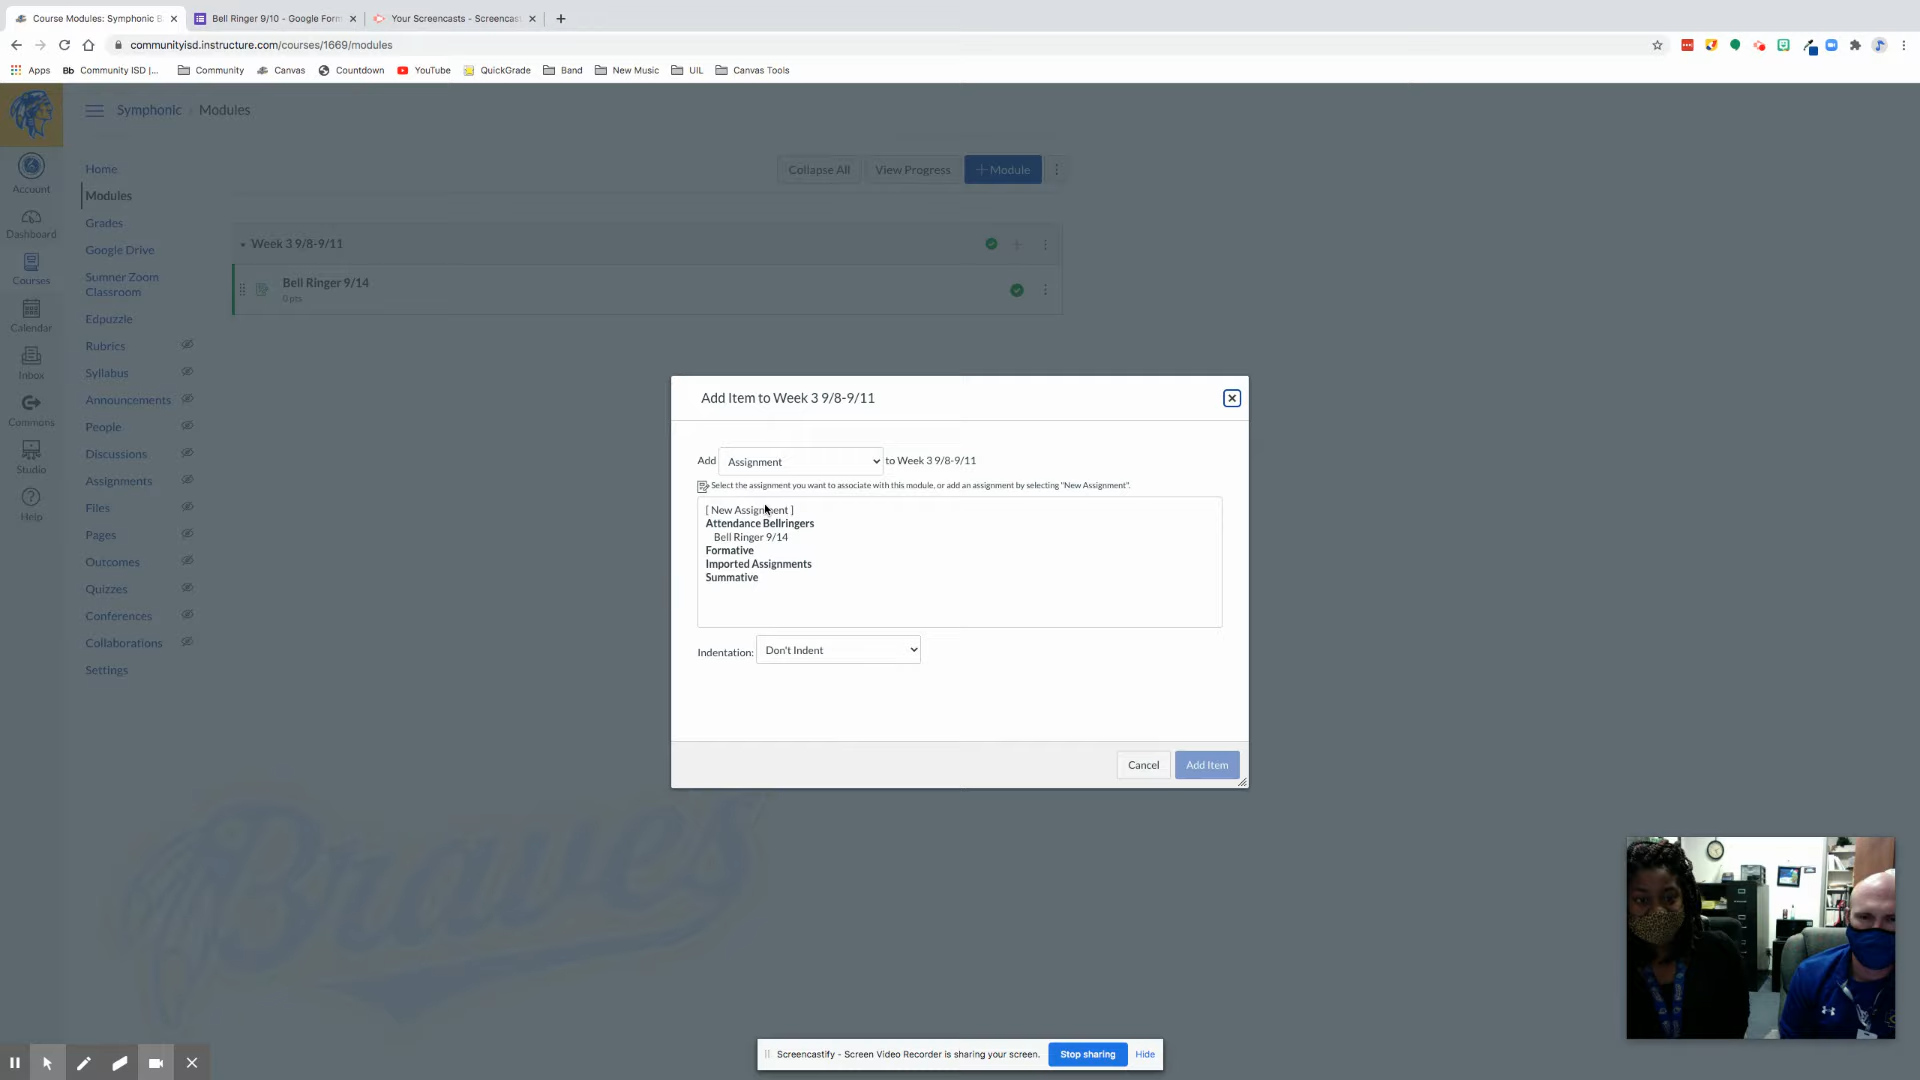 Course Modules: Symphonic B
Bell Ringer 9/10 - Google Form
Your Screencasts - Screencast
communityisd.instructure.com/courses/1669/modules
Apps
Bb Community ISD |...
Community
Canvas
Countdown
YouTube
QuickGrade
Band
New Music
UIL
Canvas Tools
Symphonic
Modules
Account
Dashboard
Courses
Calendar
Inbox
Commons
Studio
Help
Home
Modules
Grades
Google Drive
Sumner Zoom
Classroom
Edpuzzle
Rubrics
Syllabus
Announcements
People
Discussions
Assignments
Files
Pages
Outcomes
Quizzes
Conferences
Collaborations
Settings
Collapse All
View Progress
+ Module
Week 3 9/8-9/11
Bell Ringer 9/14
0 pts
Add Item to Week 3 9/8-9/11
Add Assignment to Week 3 9/8-9/11
Select the assignment you want to associate with this module, or add an assignment by selecting "New Assignment".
[ New Assignment ]
Attendance Bellringers
Bell Ringer 9/14
Formative
Imported Assignments
Summative
Indentation: Don't Indent
Cancel
Add Item
Braves
Screencastify - Screen Video Recorder is sharing your screen.
Stop sharing
Hide